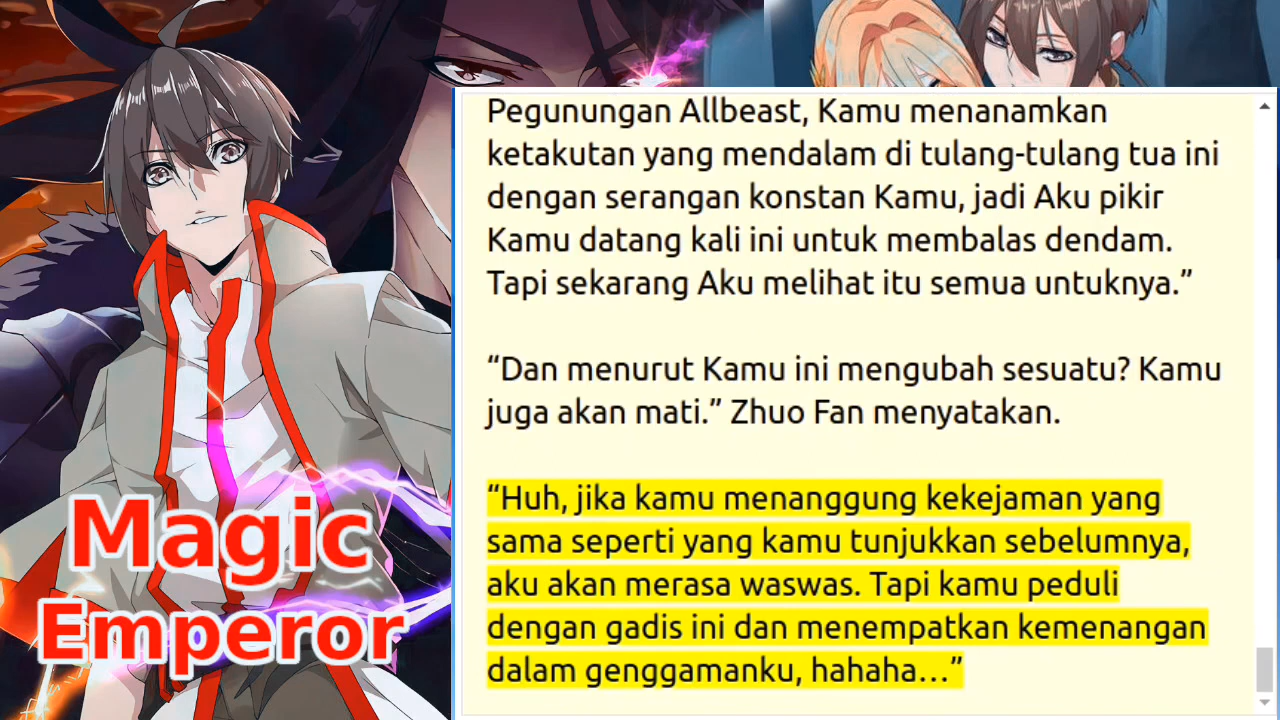 Magic
Emperor
Pegunungan Allbeast, Kamu menanamkan
ketakutan yang mendalam di tulang-tulang tua ini
dengan serangan konstan Kamu, jadi Aku pikir
Kamu datang kali ini untuk membalas dendam.
Tapi sekarang Aku melihat itu semua untuknya.”
“Dan menurut Kamu ini mengubah sesuatu? Kamu
juga akan mati.” Zhuo Fan menyatakan.
“Huh, jika kamu menanggung kekejaman yang
sama seperti yang kamu tunjukkan sebelumnya,
aku akan merasa waswas. Tapi kamu peduli
dengan gadis ini dan menempatkan kemenangan
dalam genggamanku, hahaha…”